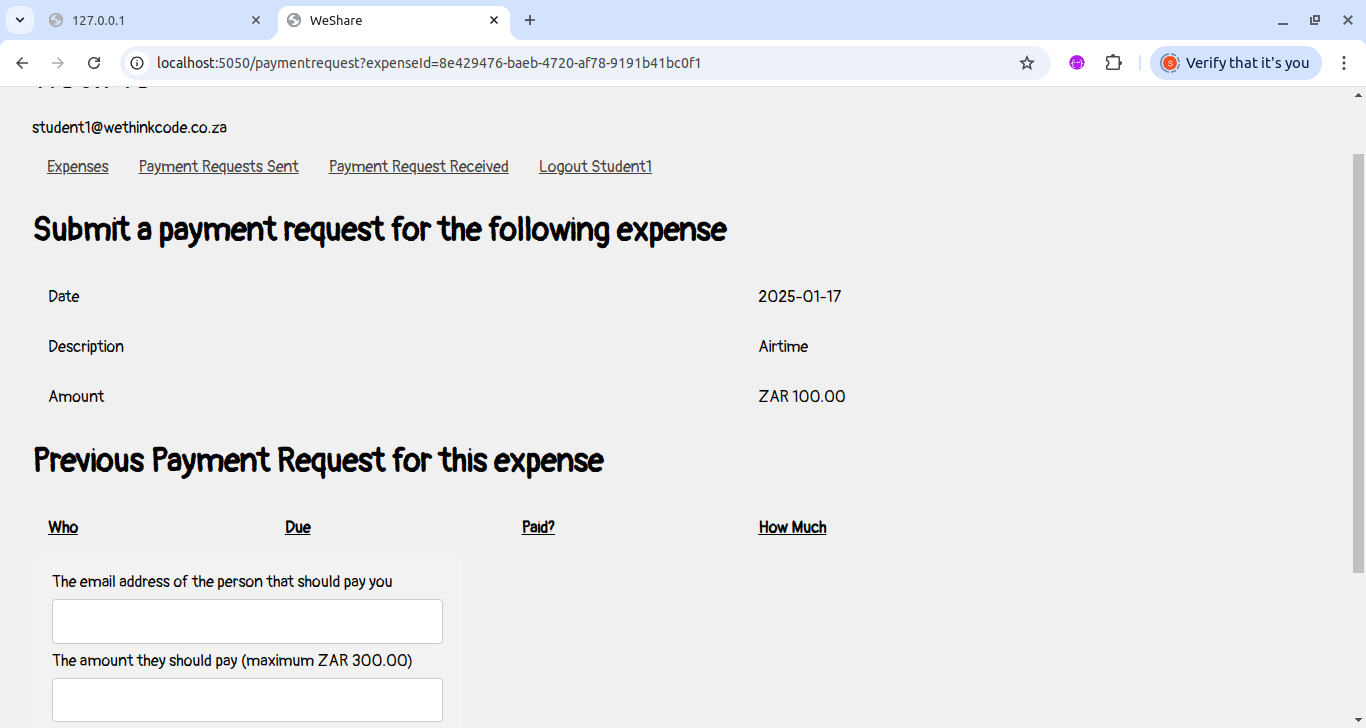 127.0.0.1
WeShare
localhost:5050/paymentrequest?expenseId=8e429476-baeb-4720-af78-9191b41bc0f1
S
Verify that it's you
student1@wethinkcode.co.za
Expenses Payment Requests Sent Payment Request Received Logout Student1
Submit a payment request for the following expense
Date 2025-01-17
Description Airtime
Amount ZAR 100.00
Previous Payment Request for this expense
Who Due Paid? How Much
The email address of the person that should pay you
The amount they should pay (maximum ZAR 300.00)